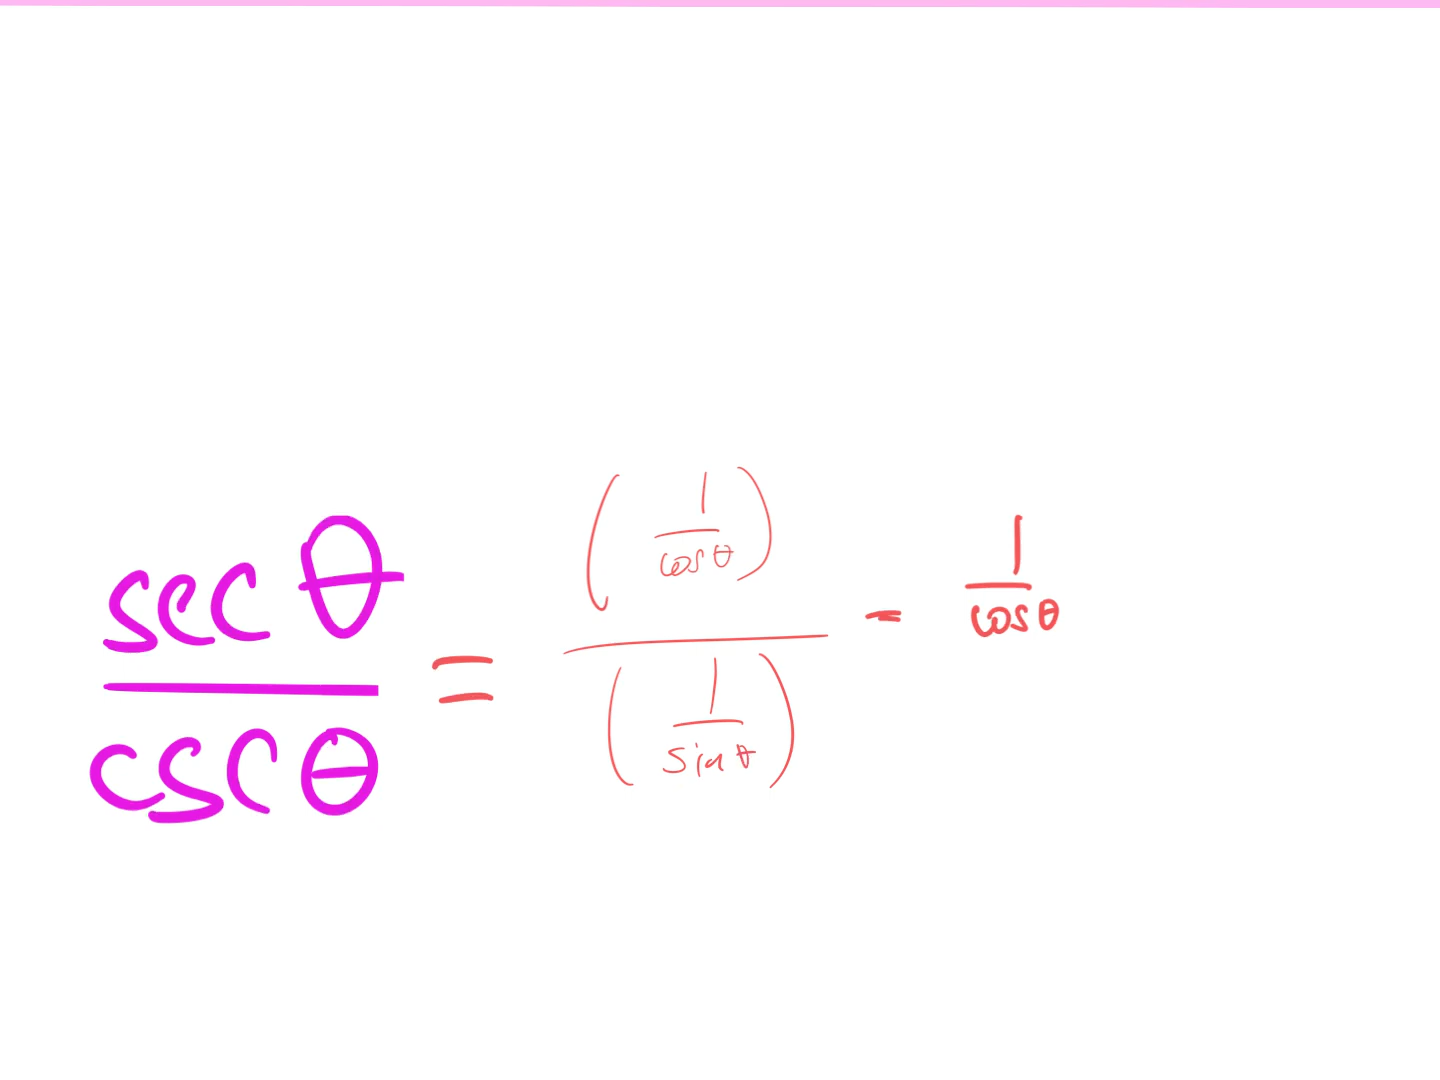 sec θ / csc θ = (1 / cos θ) / (1 / sin θ) = 1 / cos θ